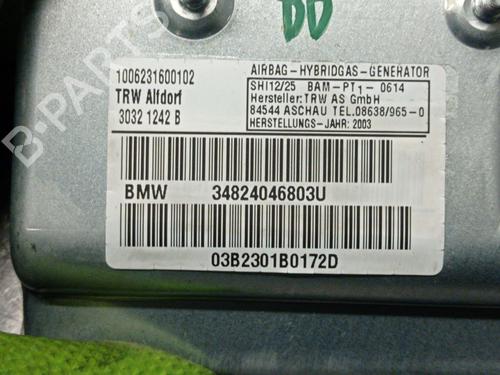 DD
1006231600102
TRW Alfdorf
3032 1242 B
AIRBAG-HYBRIDGAS-GENERATOR
SHI12/25 BAM-PT1-0614
Hersteller:TRW AS GmbH
84544 ASCHAU TEL.08638/965-0
HERSTELLUNGS-JAHR: 2003
BMW 34824046803U
03B2301B0172D
B-PARTS